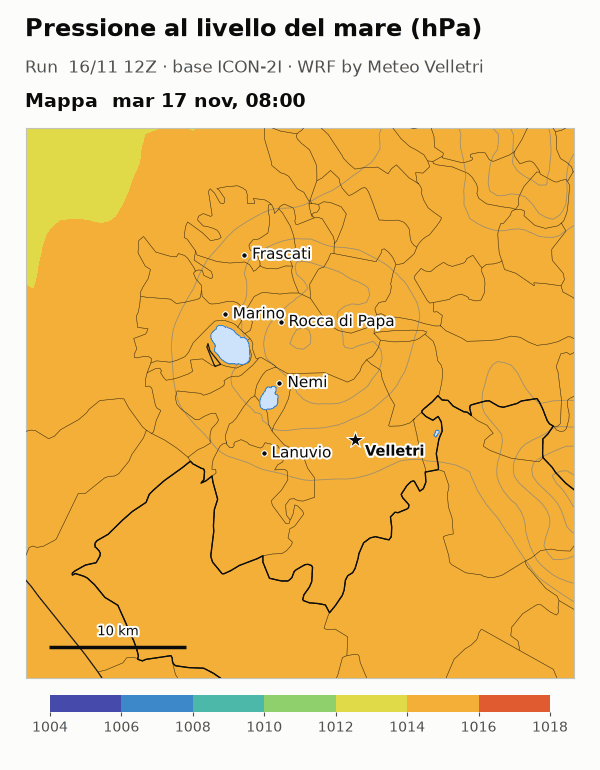 Pressione al livello del mare (hPa)
Run  16/11 12Z · base ICON-2I · WRF by Meteo Velletri
Mappa  mar 17 nov, 08:00
Frascati
Marino
Rocca di Papa
Nemi
Velletri
Lanuvio
10 km
1004 1006 1008 1010 1012 1014 1016 1018